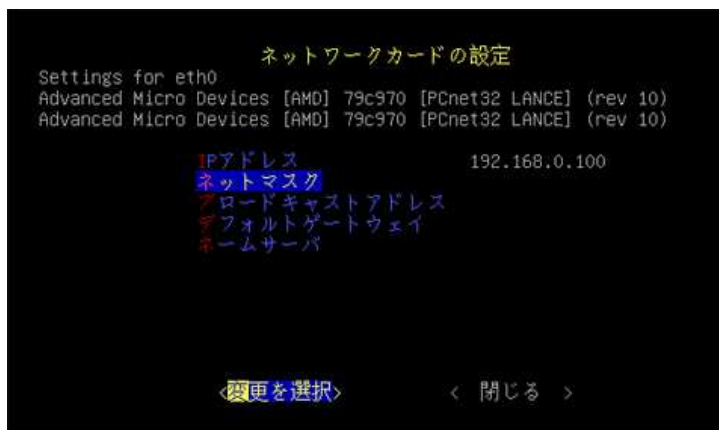 ネットワークカードの設定
Settings for eth0
Advanced Micro Devices [AMD] 79c970 [PCnet32 LANCE] (rev 10)
Advanced Micro Devices [AMD] 79c970 [PCnet32 LANCE] (rev 10)
IPアドレス 192.168.0.100
ネットマスク
ブロードキャストアドレス
デフォルトゲートウェイ
ネームサーバ
<変更を選択> < 閉じる >